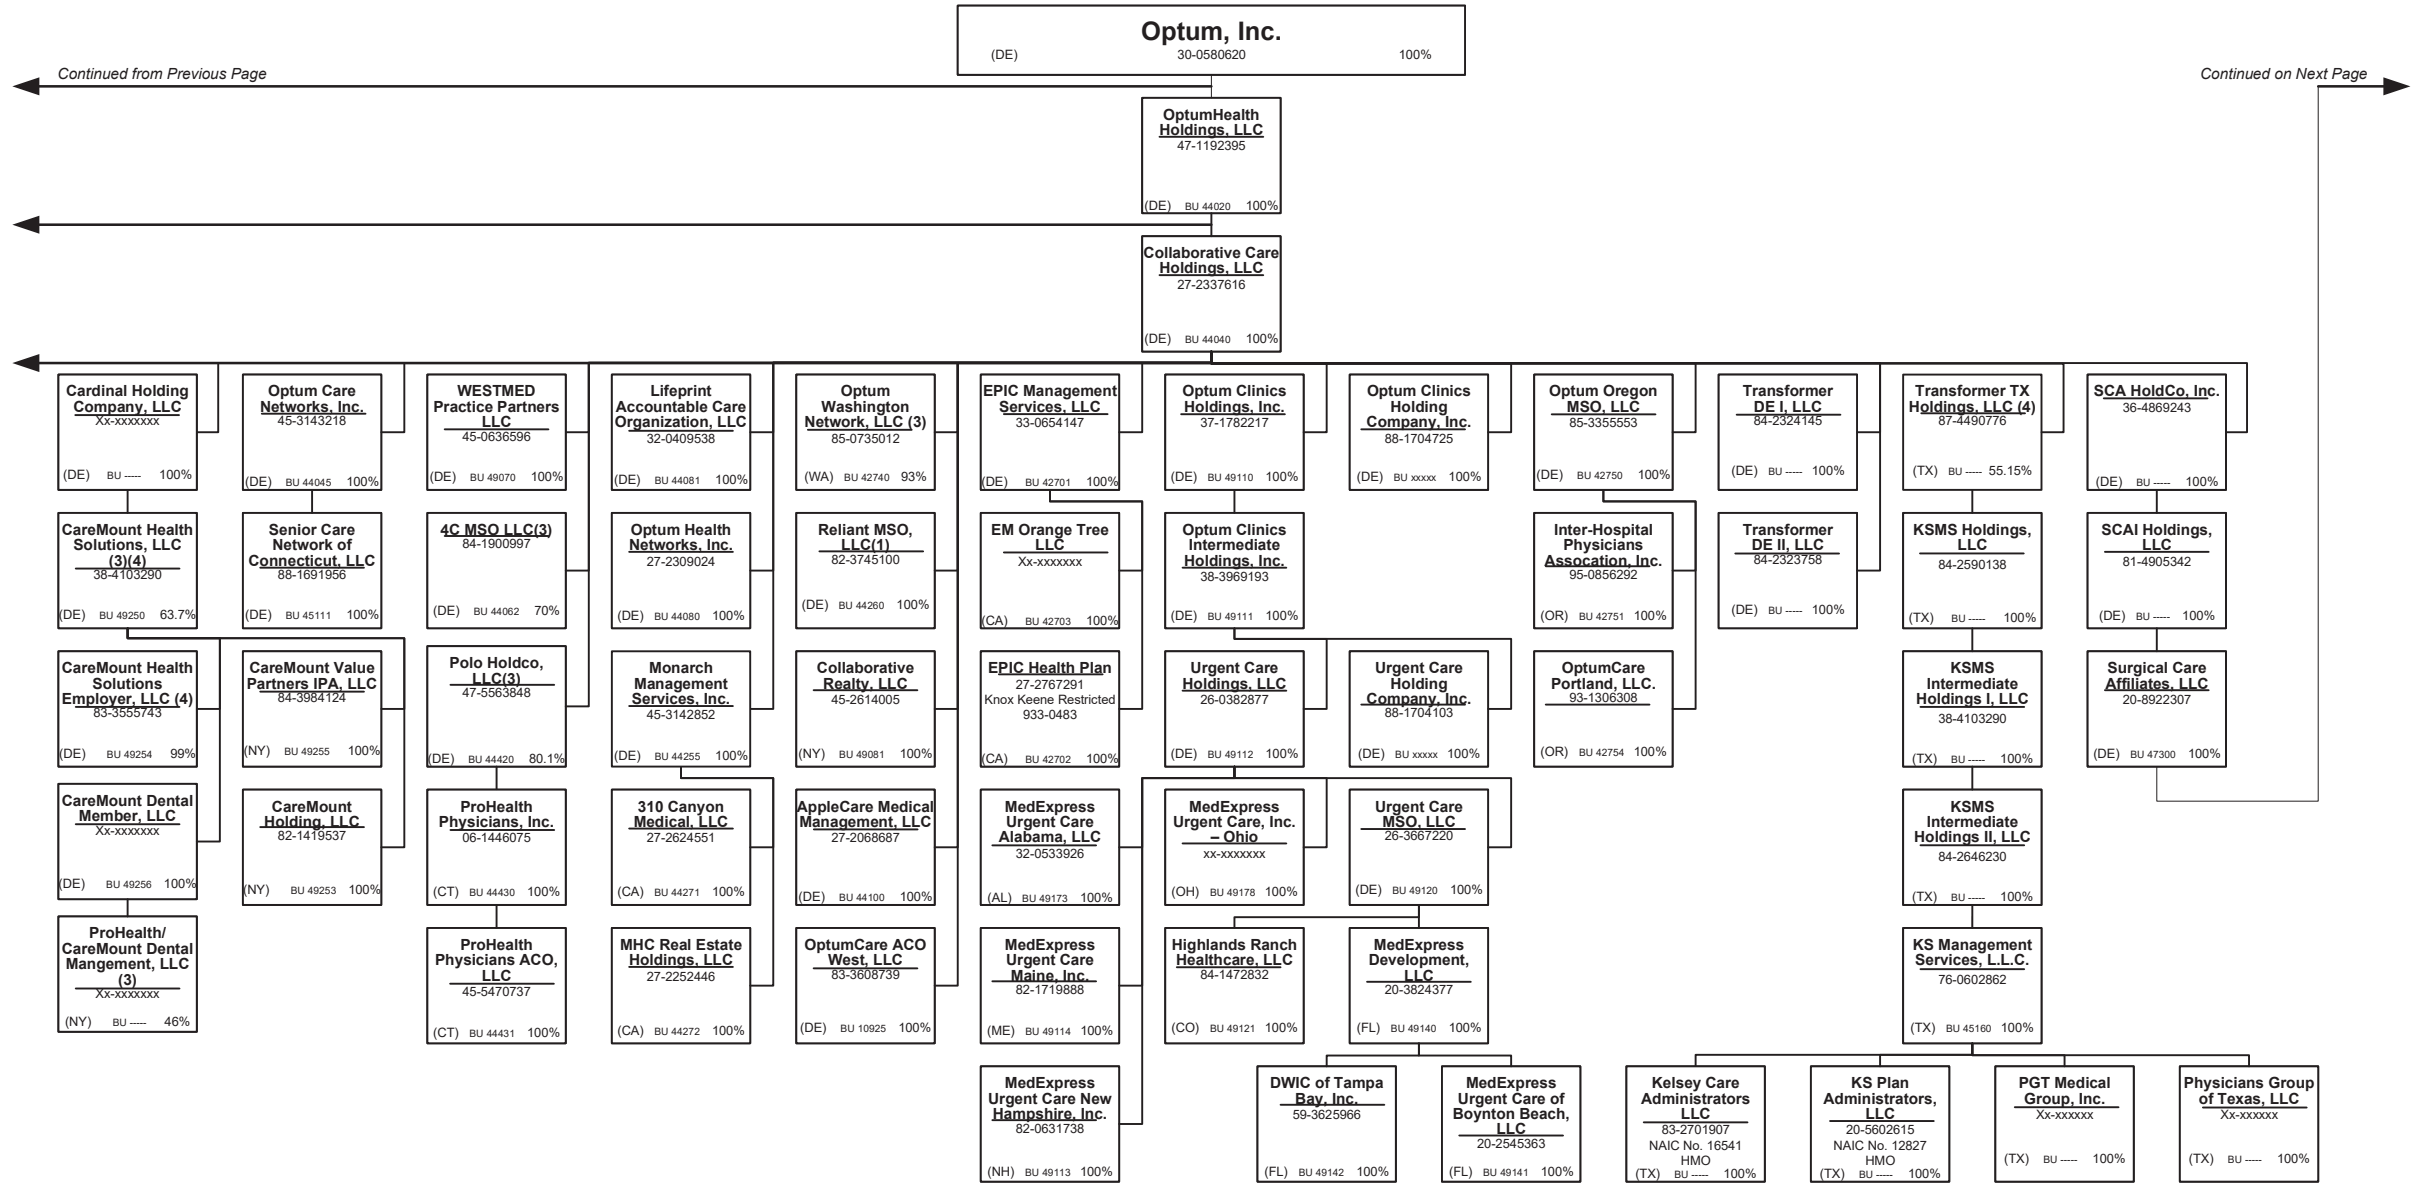 Optum, Inc.
(DE) 30-0580620 100%
Continued from Previous Page
Continued on Next Page
OptumHealth
Holdings, LLC
47-1192395
(DE) BU 44020 100%
Collaborative Care
Holdings, LLC
27-2337616
(DE) BU 44040 100%
Cardinal Holding
Company, LLC
Xx-xxxxxxx
(DE) BU ----- 100%
Optum Care
Networks, Inc.
45-3143218
(DE) BU 44045 100%
WESTMED
Practice Partners
LLC
45-0636596
(DE) BU 49070 100%
Lifeprint
Accountable Care
Organization, LLC
32-0409538
(DE) BU 44081 100%
Optum
Washington
Network, LLC (3)
85-0735012
(WA) BU 42740 93%
EPIC Management
Services, LLC
33-0654147
(DE) BU 42701 100%
Optum Clinics
Holdings, Inc.
37-1782217
(DE) BU 49110 100%
Optum Clinics
Holding
Company, Inc.
88-1704725
(DE) BU xxxxx 100%
Optum Oregon
MSO, LLC
85-3355553
(DE) BU 42750 100%
Transformer
DE I, LLC
84-2324145
(DE) BU ----- 100%
Transformer TX
Holdings, LLC (4)
87-4490776
(TX) BU ----- 55.15%
SCA HoldCo, Inc.
36-4869243
(DE) BU ----- 100%
CareMount Health
Solutions, LLC
(3)(4)
38-4103290
(DE) BU 49250 63.7%
Senior Care
Network of
Connecticut, LLC
88-1691956
(DE) BU 45111 100%
4C MSO LLC(3)
84-1900997
(DE) BU 44062 70%
Optum Health
Networks, Inc.
27-2309024
(DE) BU 44080 100%
Reliant MSO,
LLC(1)
82-3745100
(DE) BU 44260 100%
EM Orange Tree
LLC
Xx-xxxxxxx
(CA) BU 42703 100%
Optum Clinics
Intermediate
Holdings, Inc.
38-3969193
(DE) BU 49111 100%
Inter-Hospital
Physicians
Assocation, Inc.
95-0856292
(OR) BU 42751 100%
Transformer
DE II, LLC
84-2323758
(DE) BU ----- 100%
KSMS Holdings,
LLC
84-2590138
(TX) BU ----- 100%
SCAI Holdings,
LLC
81-4905342
(DE) BU ----- 100%
CareMount Health
Solutions
Employer, LLC (4)
83-3555743
(DE) BU 49254 99%
CareMount Value
Partners IPA, LLC
84-3984124
(NY) BU 49255 100%
Polo Holdco,
LLC(3)
47-5563848
(DE) BU 44420 80.1%
Monarch
Management
Services, Inc.
45-3142852
(DE) BU 44255 100%
Collaborative
Realty, LLC
45-2614005
(NY) BU 49081 100%
EPIC Health Plan
27-2767291
Knox Keene Restricted
933-0483
(CA) BU 42702 100%
Urgent Care
Holdings, LLC
26-0382877
(DE) BU 49112 100%
Urgent Care
Holding
Company, Inc.
88-1704103
(DE) BU xxxxx 100%
OptumCare
Portland, LLC.
93-1306308
(OR) BU 42754 100%
KSMS
Intermediate
Holdings I, LLC
38-4103290
(TX) BU ----- 100%
Surgical Care
Affiliates, LLC
20-8922307
(DE) BU 47300 100%
CareMount Dental
Member, LLC
Xx-xxxxxxx
(DE) BU 49256 100%
CareMount
Holding, LLC
82-1419537
(NY) BU 49253 100%
ProHealth
Physicians, Inc.
06-1446075
(CT) BU 44430 100%
310 Canyon
Medical, LLC
27-2624551
(CA) BU 44271 100%
AppleCare Medical
Management, LLC
27-2068687
(DE) BU 44100 100%
MedExpress
Urgent Care
Alabama, LLC
32-0533926
(AL) BU 49173 100%
MedExpress
Urgent Care, Inc.
– Ohio
xx-xxxxxxx
(OH) BU 49178 100%
Urgent Care
MSO, LLC
26-3667220
(DE) BU 49120 100%
KSMS
Intermediate
Holdings II, LLC
84-2646230
(TX) BU ----- 100%
ProHealth/
CareMount Dental
Mangement, LLC
(3)
Xx-xxxxxxx
(NY) BU ----- 46%
ProHealth
Physicians ACO,
LLC
45-5470737
(CT) BU 44431 100%
MHC Real Estate
Holdings, LLC
27-2252446
(CA) BU 44272 100%
OptumCare ACO
West, LLC
83-3608739
(DE) BU 10925 100%
MedExpress
Urgent Care
Maine, Inc.
82-1719888
(ME) BU 49114 100%
Highlands Ranch
Healthcare, LLC
84-1472832
(CO) BU 49121 100%
MedExpress
Development,
LLC
20-3824377
(FL) BU 49140 100%
KS Management
Services, L.L.C.
76-0602862
(TX) BU 45160 100%
MedExpress
Urgent Care New
Hampshire, Inc.
82-0631738
(NH) BU 49113 100%
DWIC of Tampa
Bay, Inc.
59-3625966
(FL) BU 49142 100%
MedExpress
Urgent Care of
Boynton Beach,
LLC
20-2545363
(FL) BU 49141 100%
Kelsey Care
Administrators
LLC
83-2701907
NAIC No. 16541
HMO
(TX) BU ----- 100%
KS Plan
Administrators,
LLC
20-5602615
NAIC No. 12827
HMO
(TX) BU ----- 100%
PGT Medical
Group, Inc.
Xx-xxxxxx
(TX) BU ----- 100%
Physicians Group
of Texas, LLC
Xx-xxxxxx
(TX) BU ----- 100%